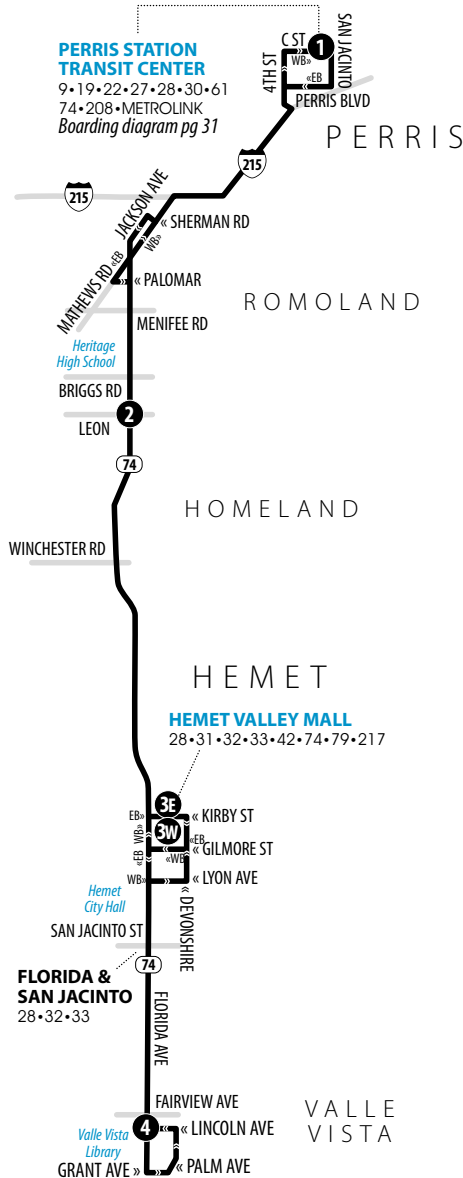 C ST
1
SAN JACINTO
WB»
«EB
4TH ST
PERRIS BLVD
PERRIS STATION
TRANSIT CENTER
9•19•22•27•28•30•61
74•208•METROLINK
Boarding diagram pg 31
PERRIS
215
215
JACKSON AVE
« SHERMAN RD
MATHEWS RD
«EB
WB»
« PALOMAR
ROMOLAND
MENIFEE RD
Heritage
High School
BRIGGS RD
2
LEON
74
HOMELAND
WINCHESTER RD
HEMET
HEMET VALLEY MALL
28•31•32•33•42•74•79•217
3E
EB»
« KIRBY ST
WB»
3W
«EB
« GILMORE ST
«EB
«WB
WB»
« LYON AVE
Hemet
City Hall
« DEVONSHIRE
SAN JACINTO ST
74
FLORIDA &
SAN JACINTO
28•32•33
FLORIDA AVE
FAIRVIEW AVE
VALLE
VISTA
4
« LINCOLN AVE
Valle Vista
Library
GRANT AVE »
« PALM AVE